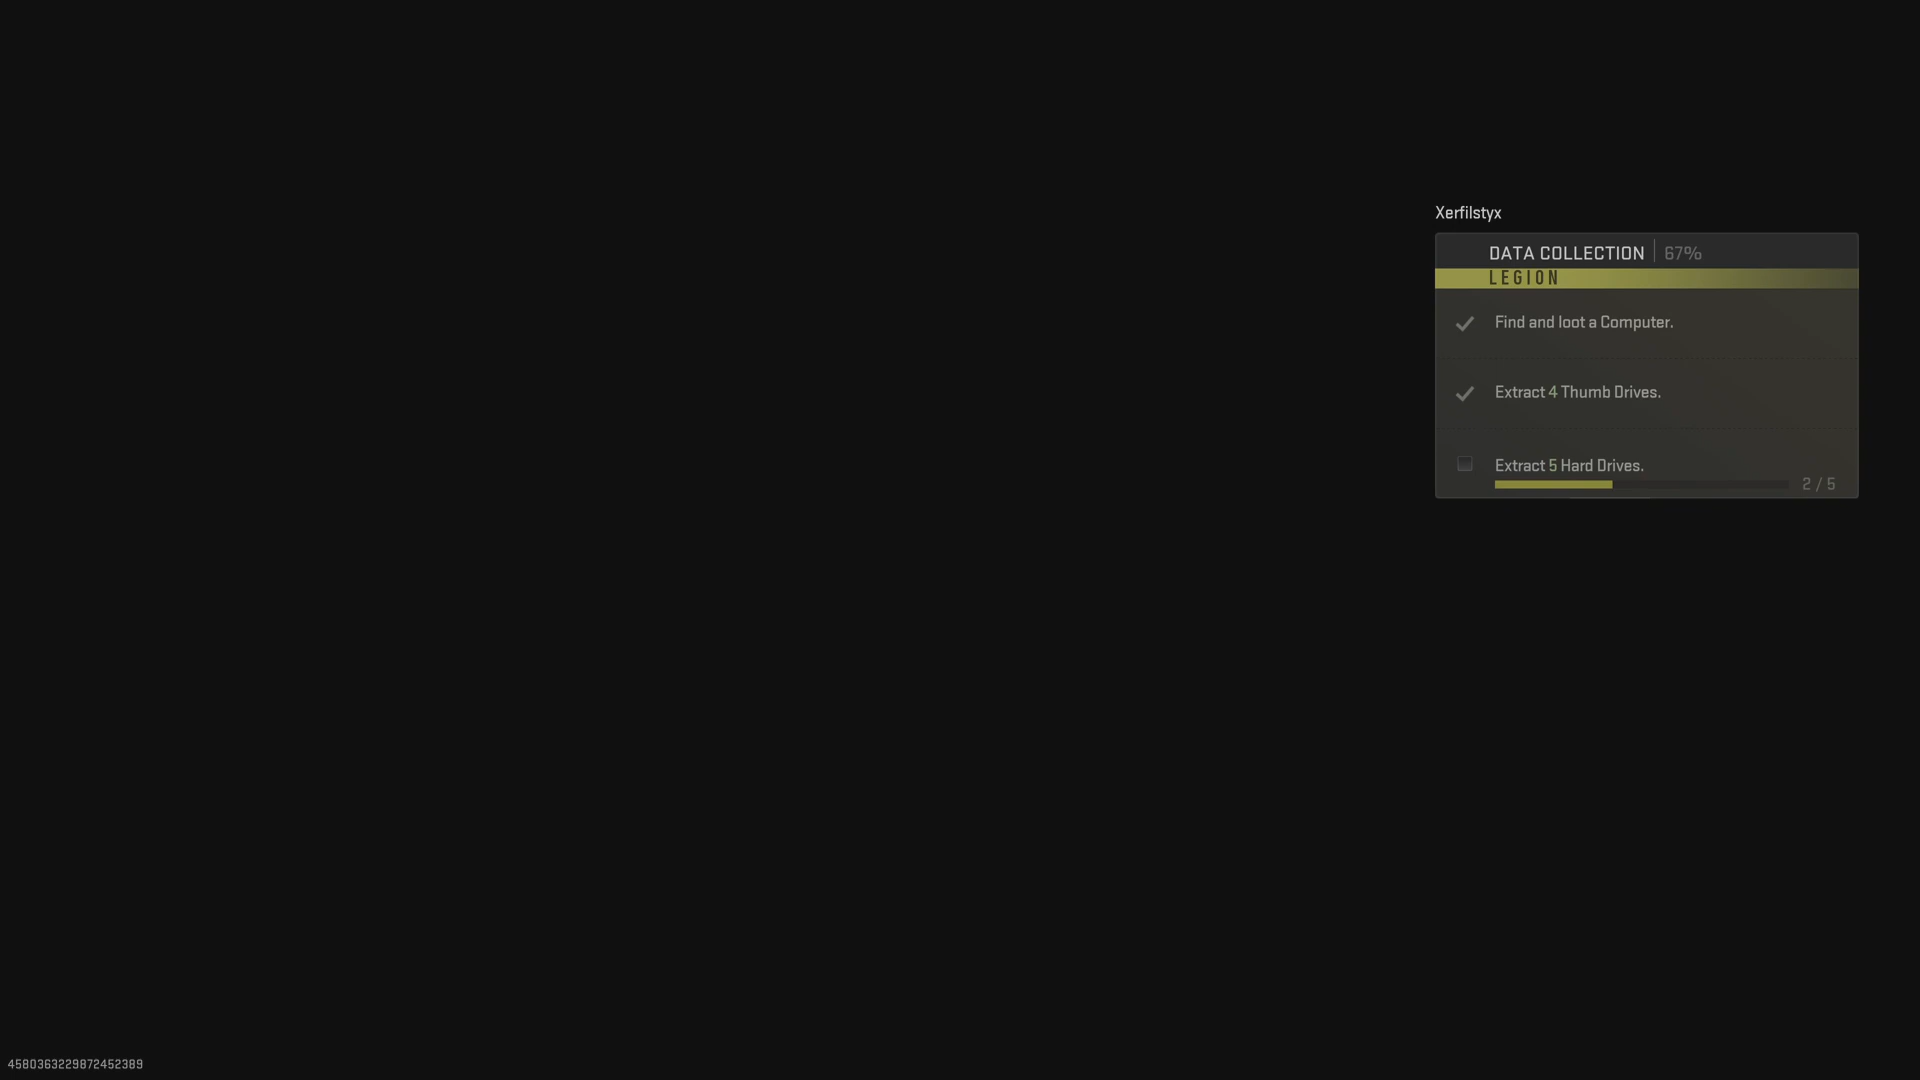 Xerfilstyx
DATA COLLECTION 67%
LEGION
Find and loot a Computer.
Extract 4 Thumb Drives.
Extract 5 Hard Drives.
2 / 5
4580363229872452389